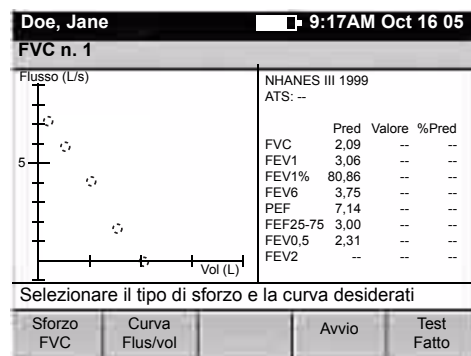 Doe, Jane 9:17AM Oct 16 05
FVC n. 1
Flusso (L/s)
5
Vol (L)
NHANES III 1999
ATS: --
Pred Valore %Pred
FVC 2,09 -- --
FEV1 3,06 -- --
FEV1% 80,86 -- --
FEV6 3,75 -- --
PEF 7,14 -- --
FEF25-75 3,00 -- --
FEV0,5 2,31 -- --
FEV2 -- -- --
Selezionare il tipo di sforzo e la curva desiderati
Sforzo FVC
Curva Flus/vol
Avvio
Test Fatto